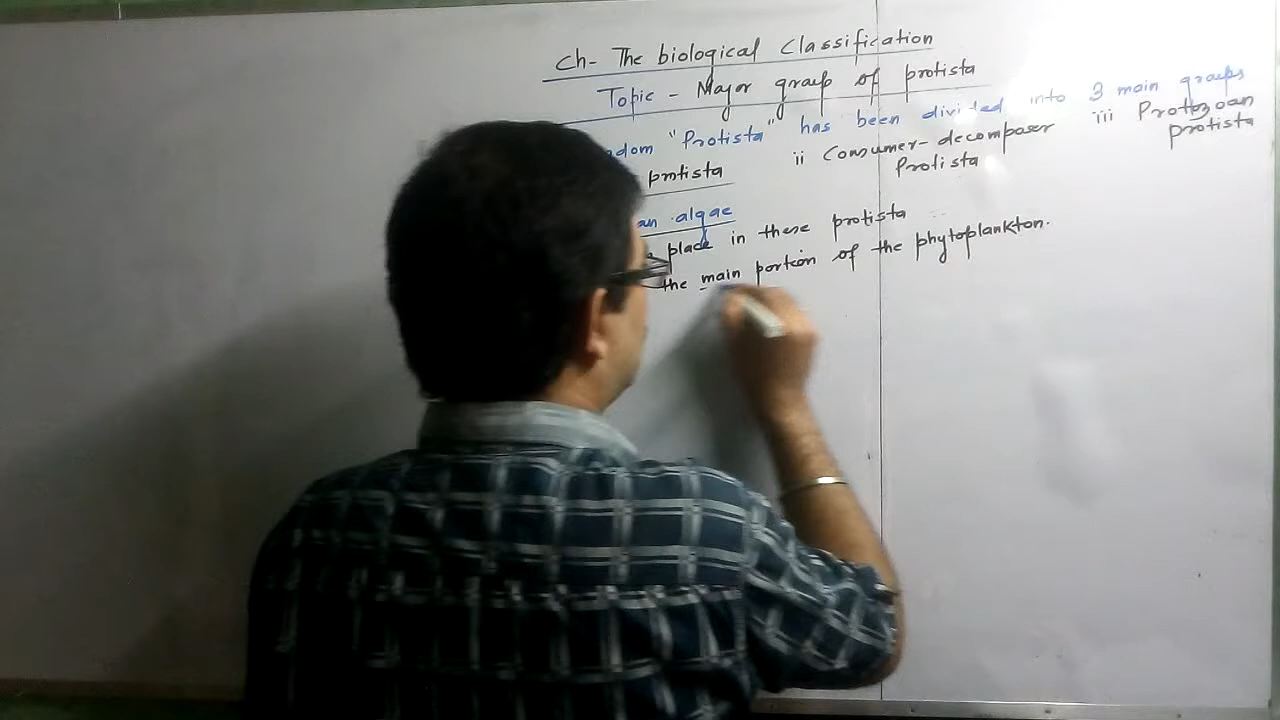 Ch- The biological Classification
Topic - Major group of protista
"Protista" has been divided into 3 main groups
protista ii Consumer-decomposer Protista iii Protozoan protista
an algae
place in these protista
the main portion of the phytoplankton.